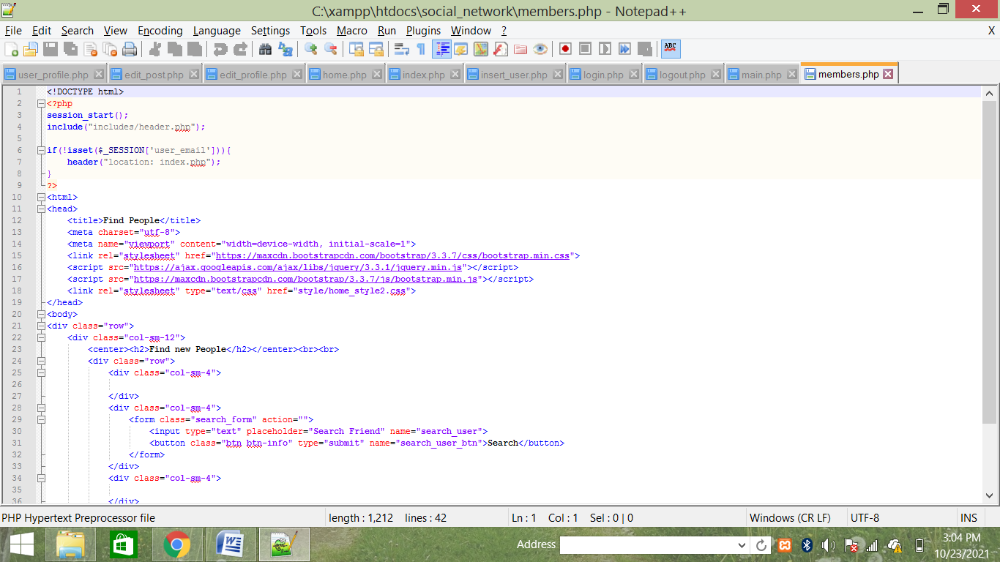 C:\xampp\htdocs\social_network\members.php - Notepad++
File Edit Search View Encoding Language Settings Tools Macro Run Plugins Window ? X
ABC
user_profile.php edit_post.php edit_profile.php home.php index.php insert_user.php login.php logout.php main.php members.php
1 <!DOCTYPE html>
2 <?php
3 session_start();
4 include("includes/header.php");
5
6 if(!isset($_SESSION['user_email'])){
7 header("location: index.php");
8 }
9 ?>
10 <html>
11 <head>
12 <title>Find People</title>
13 <meta charset="utf-8">
14 <meta name="viewport" content="width=device-width, initial-scale=1">
15 <link rel="stylesheet" href="https://maxcdn.bootstrapcdn.com/bootstrap/3.3.7/css/bootstrap.min.css">
16 <script src="https://ajax.googleapis.com/ajax/libs/jquery/3.3.1/jquery.min.js"></script>
17 <script src="https://maxcdn.bootstrapcdn.com/bootstrap/3.3.7/js/bootstrap.min.js"></script>
18 <link rel="stylesheet" type="text/css" href="style/home_style2.css">
19 </head>
20 <body>
21 <div class="row">
22 <div class="col-sm-12">
23 <center><h2>Find new People</h2></center><br><br>
24 <div class="row">
25 <div class="col-sm-4">
26
27 </div>
28 <div class="col-sm-4">
29 <form class="search_form" action="">
30 <input type="text" placeholder="Search Friend" name="search_user">
31 <button class="btn btn-info" type="submit" name="search_user_btn">Search</button>
32 </form>
33 </div>
34 <div class="col-sm-4">
35
36 </div>
PHP Hypertext Preprocessor file length : 1,212 lines : 42 Ln : 1 Col : 1 Sel : 0 | 0 Windows (CR LF) UTF-8 INS
Address
3:04 PM
10/23/2021